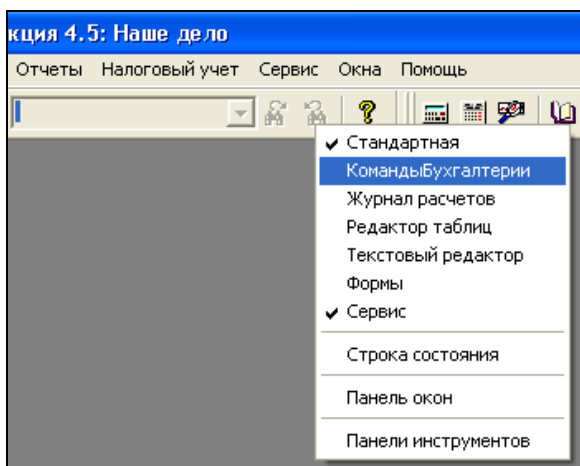 кция 4.5: Наше дело
Отчеты Налоговый учет Сервис Окна Помощь
Стандартная
КомандыБухгалтерии
Журнал расчетов
Редактор таблиц
Текстовый редактор
Формы
Сервис
Строка состояния
Панель окон
Панели инструментов